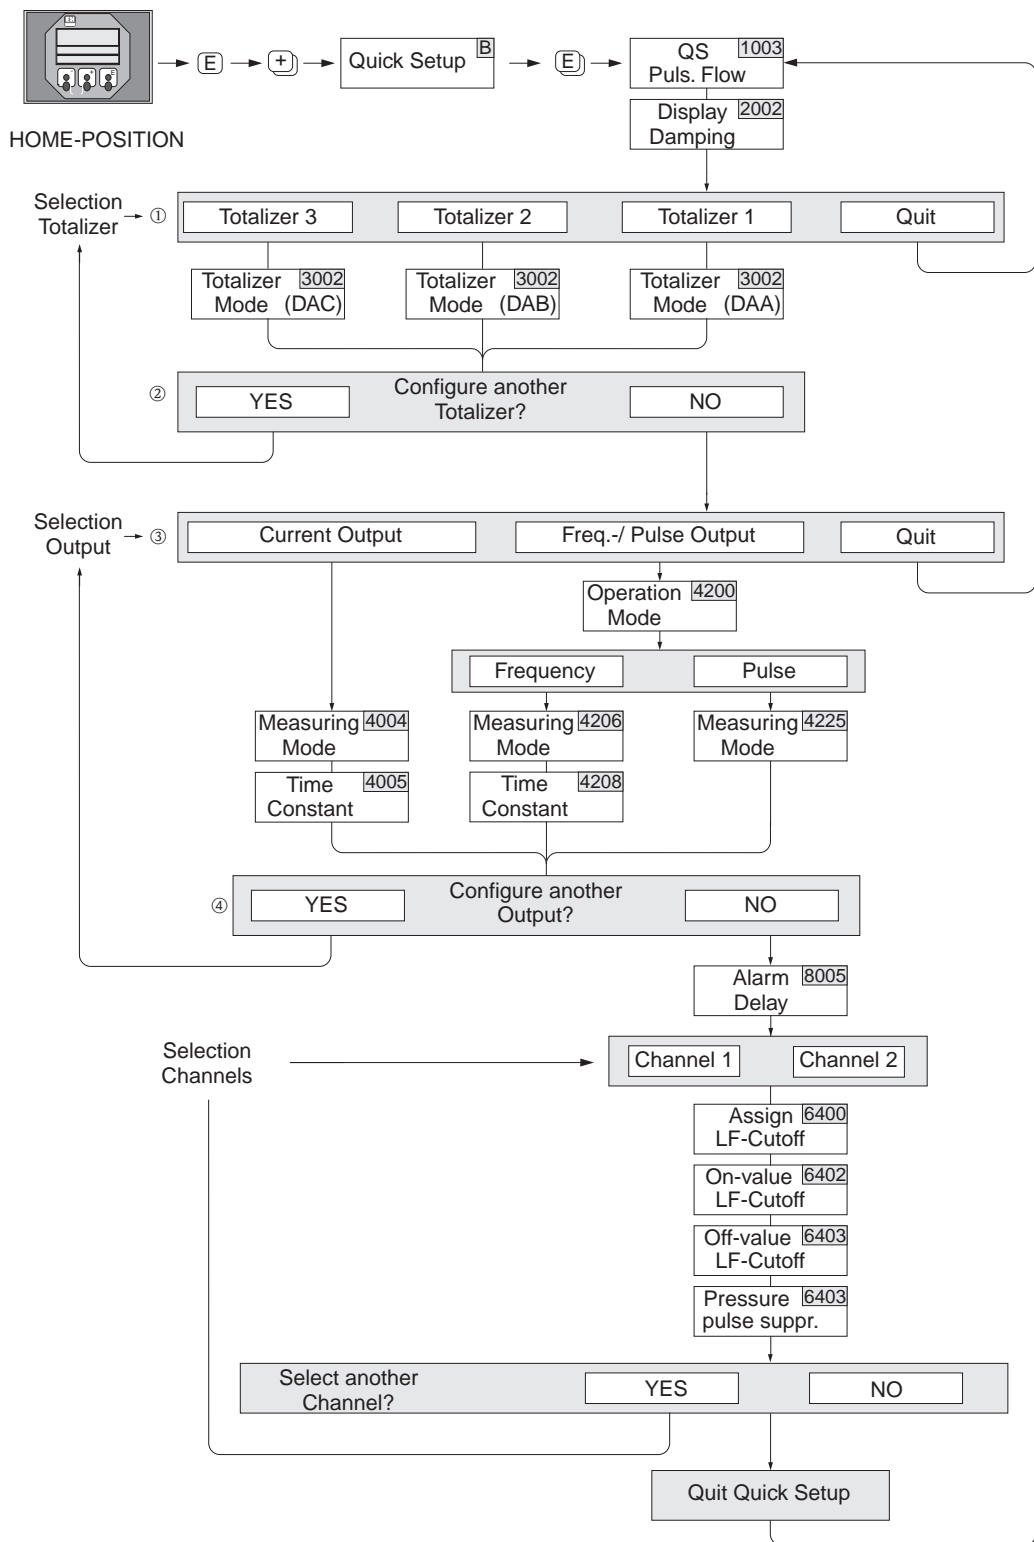 E
+
Quick Setup B
E
QS 1003
Puls. Flow
HOME-POSITION
Display 2002
Damping
Selection
Totalizer
①
Totalizer 3
Totalizer 2
Totalizer 1
Quit
Totalizer 3002
Mode (DAC)
Totalizer 3002
Mode (DAB)
Totalizer 3002
Mode (DAA)
②
YES
Configure another
Totalizer?
NO
Selection
Output
③
Current Output
Freq.-/ Pulse Output
Quit
Operation 4200
Mode
Frequency
Pulse
Measuring 4004
Mode
Measuring 4206
Mode
Measuring 4225
Mode
Time 4005
Constant
Time 4208
Constant
④
YES
Configure another
Output?
NO
Alarm 8005
Delay
Selection
Channels
Channel 1
Channel 2
Assign 6400
LF-Cutoff
On-value 6402
LF-Cutoff
Off-value 6403
LF-Cutoff
Pressure 6403
pulse suppr.
Select another
Channel?
YES
NO
Quit Quick Setup